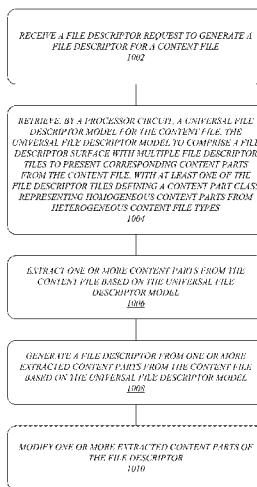 RECEIVE A FILE DESCRIPTOR REQUEST TO GENERATE A
FILE DESCRIPTOR FOR A CONTENT FILE
1002
RETRIEVE, BY A PROCESSOR CIRCUIT, A UNIVERSAL FILE
DESCRIPTOR MODEL FOR THE CONTENT FILE, THE
UNIVERSAL FILE DESCRIPTOR MODEL TO COMPRISE A FILE
DESCRIPTOR SURFACE WITH MULTIPLE FILE DESCRIPTOR
TILES TO PRESENT CORRESPONDING CONTENT PARTS
FROM THE CONTENT FILE, WITH AT LEAST ONE OF THE
FILE DESCRIPTOR TILES DEFINING A CONTENT PART CLASS
REPRESENTING HOMOGENEOUS CONTENT PARTS FROM
HETEROGENEOUS CONTENT FILE TYPES
1004
EXTRACT ONE OR MORE CONTENT PARTS FROM THE
CONTENT FILE BASED ON THE UNIVERSAL FILE
DESCRIPTOR MODEL
1006
GENERATE A FILE DESCRIPTOR FROM ONE OR MORE
EXTRACTED CONTENT PARTS FROM THE CONTENT FILE
BASED ON THE UNIVERSAL FILE DESCRIPTOR MODEL
1008
MODIFY ONE OR MORE EXTRACTED CONTENT PARTS OF
THE FILE DESCRIPTOR
1010